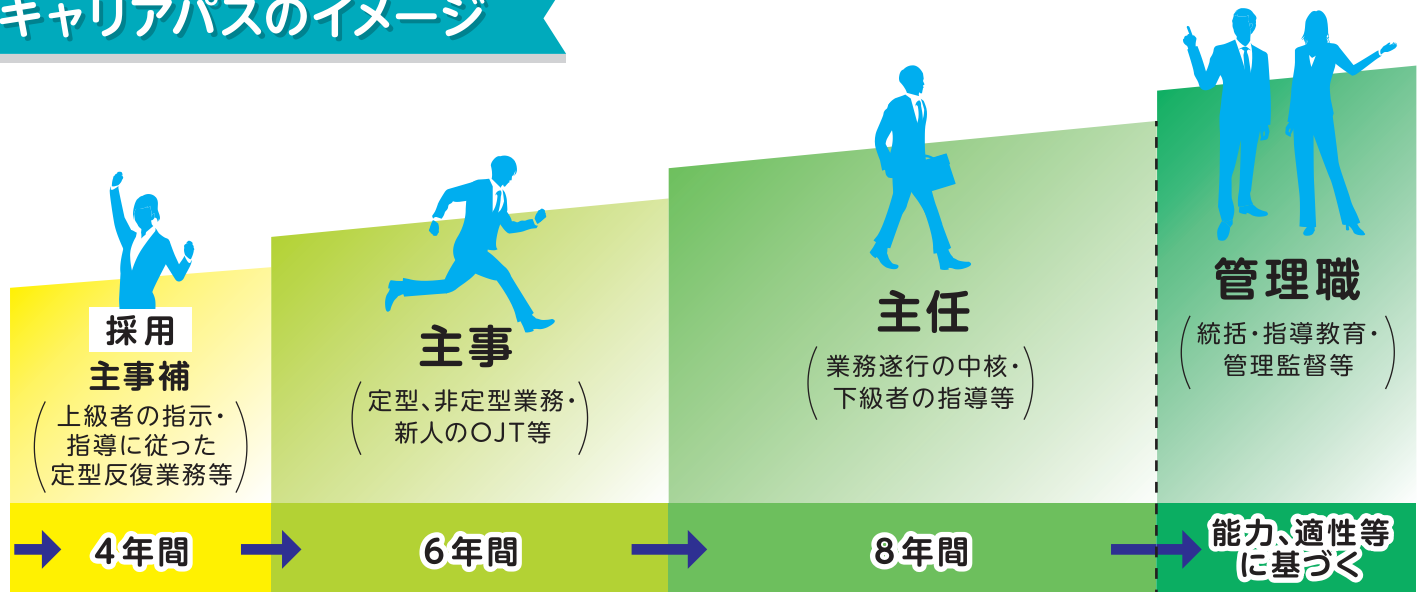 キャリアパスのイメージ
採用
主事補
(上級者の指示・
指導に従った
定型反復業務等)
4年間
主事
(定型、非定型業務・
新人のOJT等)
6年間
主任
(業務遂行の中核・
下級者の指導等)
8年間
管理職
(統括・指導教育・
管理監督等)
能力、適性等
に基づく